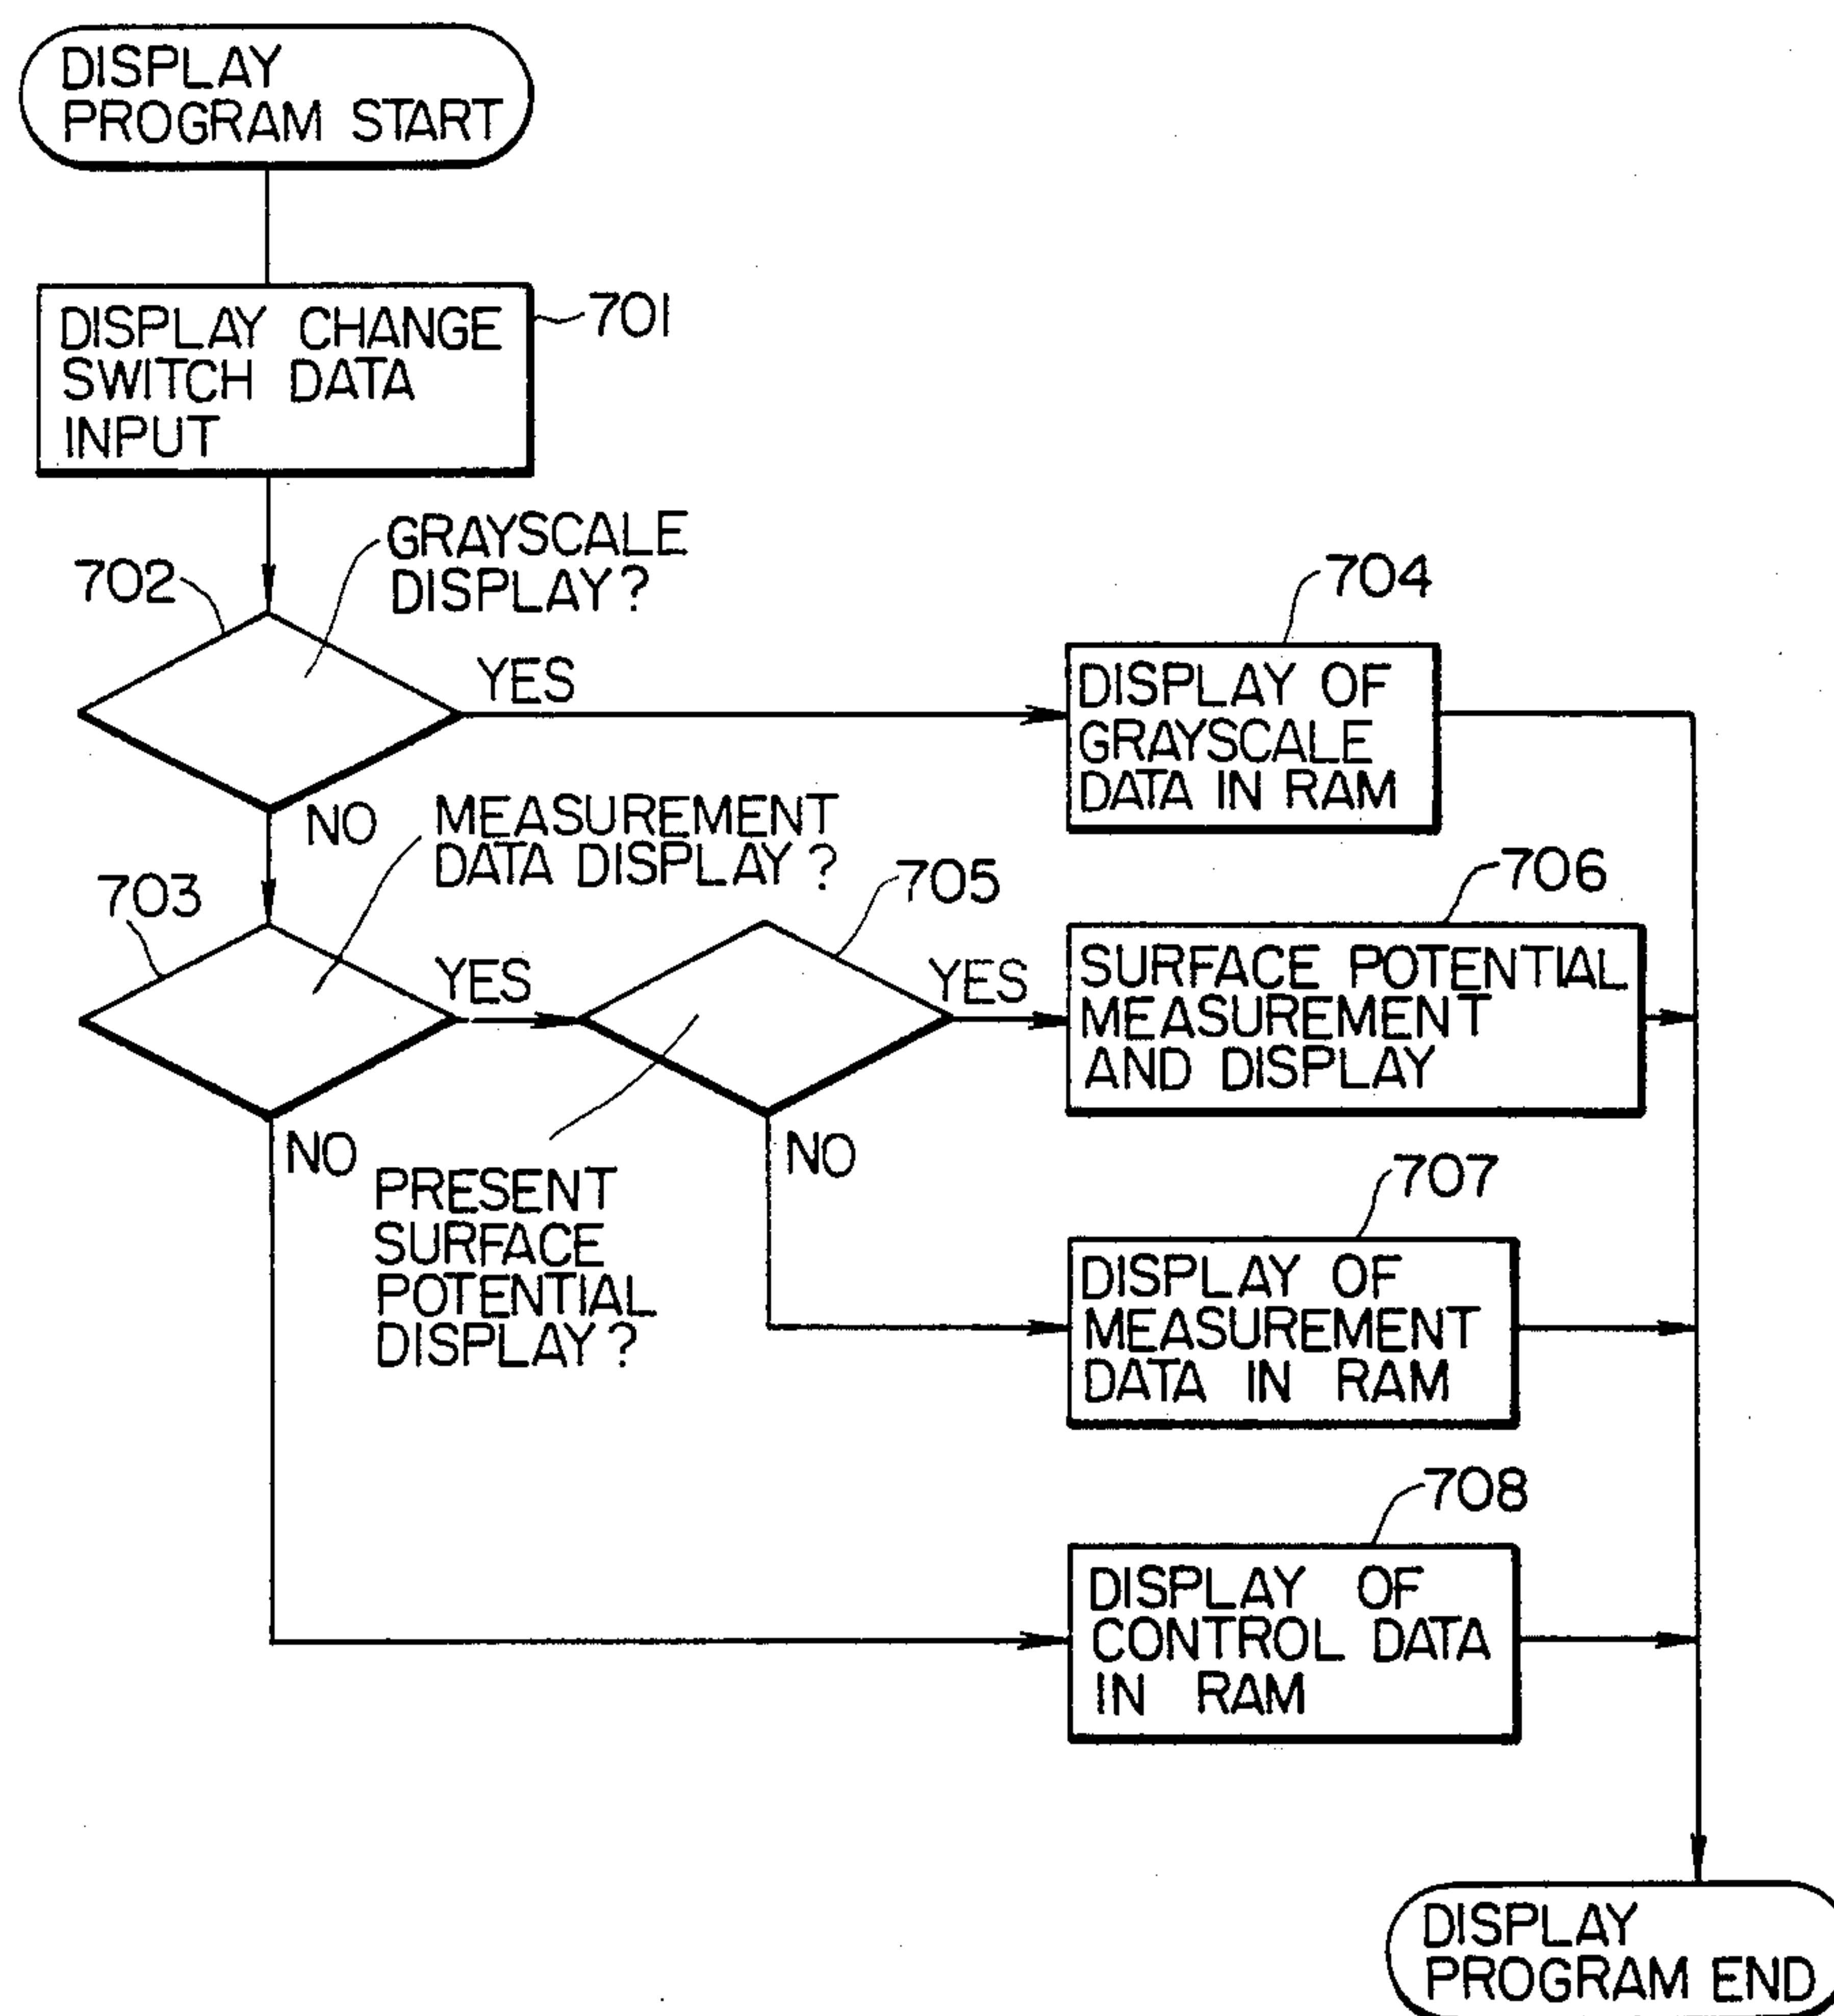 DISPLAY
PROGRAM START
DISPLAY CHANGE
SWITCH DATA
INPUT
701
GRAYSCALE
DISPLAY?
702
YES
704
DISPLAY OF
GRAYSCALE
DATA IN RAM
NO
MEASUREMENT
DATA DISPLAY?
703
YES
705
YES
706
SURFACE POTENTIAL
MEASUREMENT
AND DISPLAY
NO
PRESENT
SURFACE
POTENTIAL
DISPLAY?
NO
707
DISPLAY OF
MEASUREMENT
DATA IN RAM
708
DISPLAY OF
CONTROL DATA
IN RAM
DISPLAY
PROGRAM END